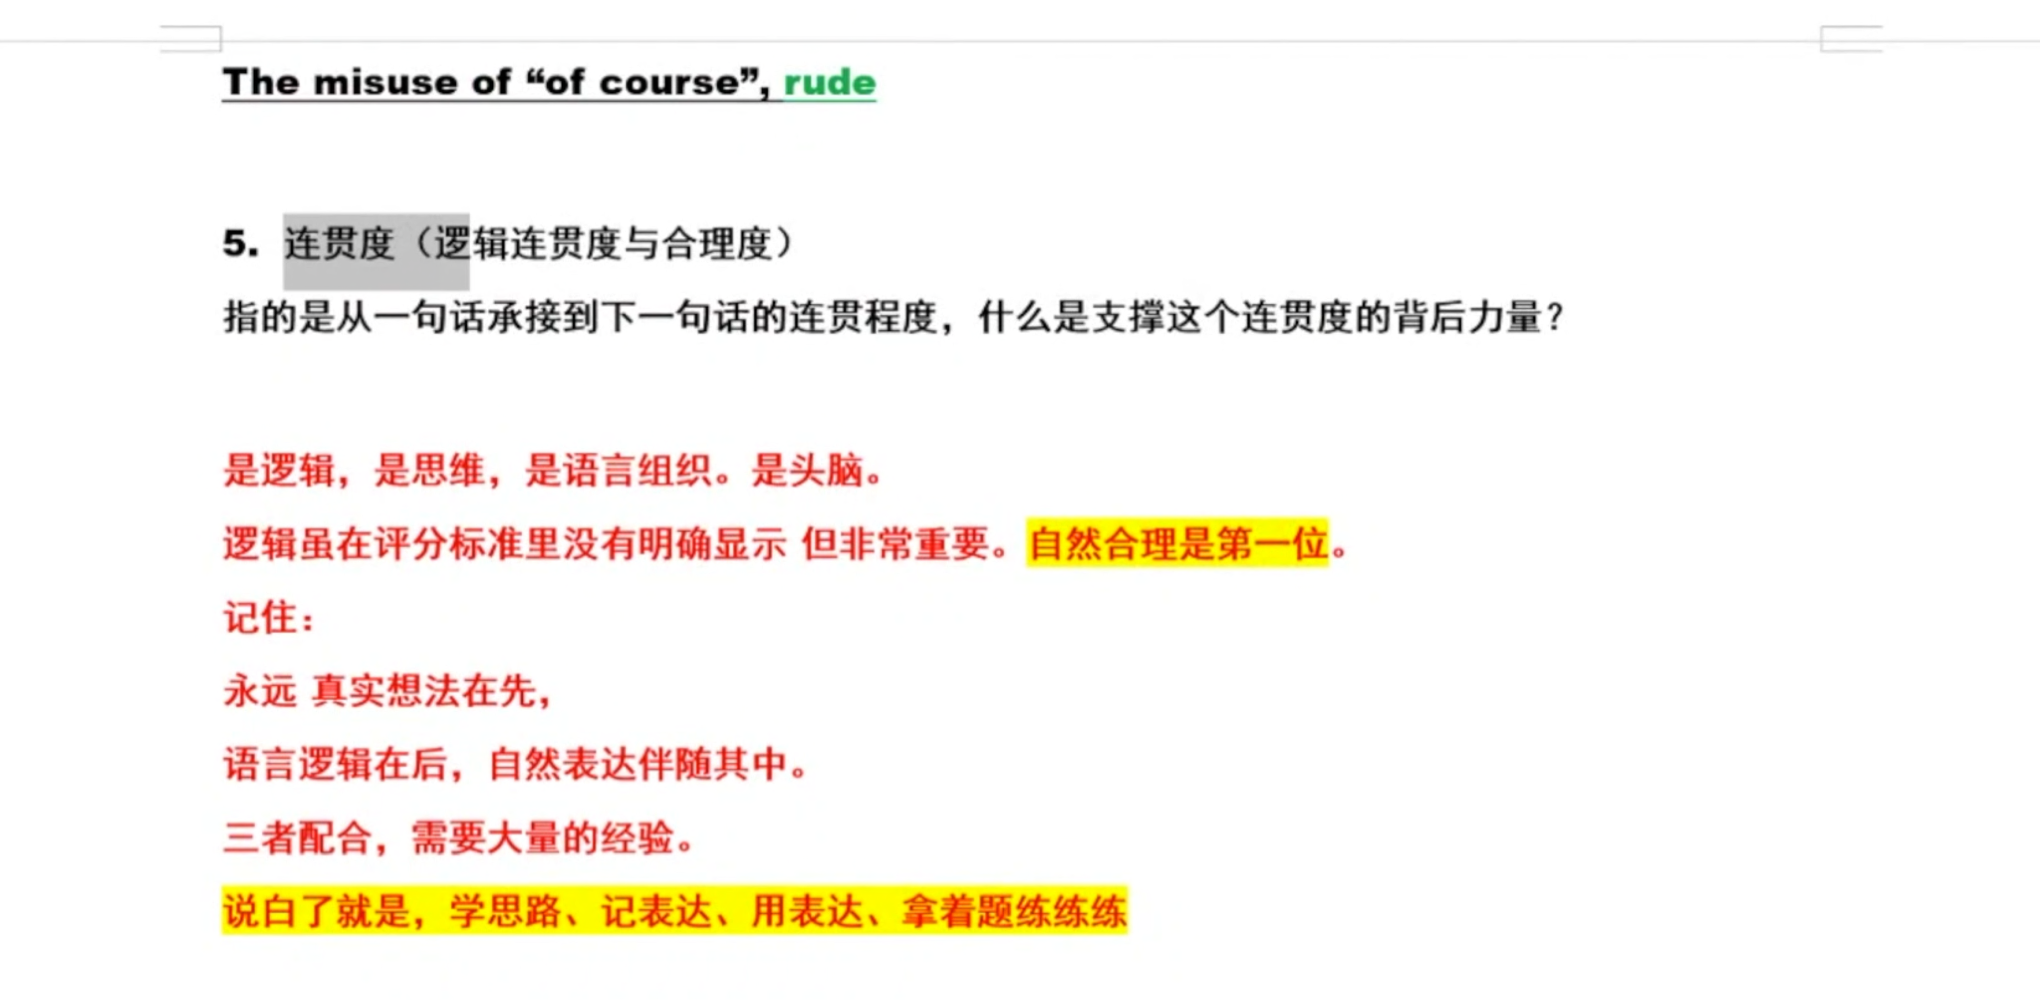 The misuse of “of course”, rude
5. 连贯度（逻辑连贯度与合理度）
指的是从一句话承接到下一句话的连贯程度，什么是支撑这个连贯度的背后力量？
是逻辑，是思维，是语言组织。是头脑。
逻辑虽在评分标准里没有明确显示 但非常重要。自然合理是第一位。
记住：
永远 真实想法在先，
语言逻辑在后，自然表达伴随其中。
三者配合，需要大量的经验。
说白了就是，学思路、记表达、用表达、拿着题练练练